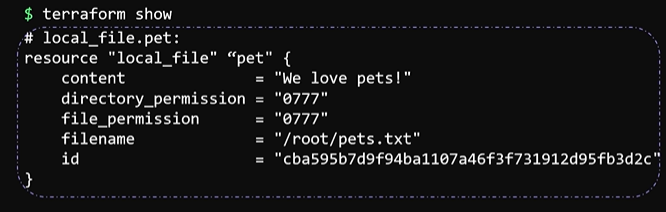 $ terraform show
# local_file.pet:
resource "local_file" “pet" {
    content              = "We love pets!"
    directory_permission = "0777"
    file_permission      = "0777"
    filename             = "/root/pets.txt"
    id                   = "cba595b7d9f94ba1107a46f3f731912d95fb3d2c"
}